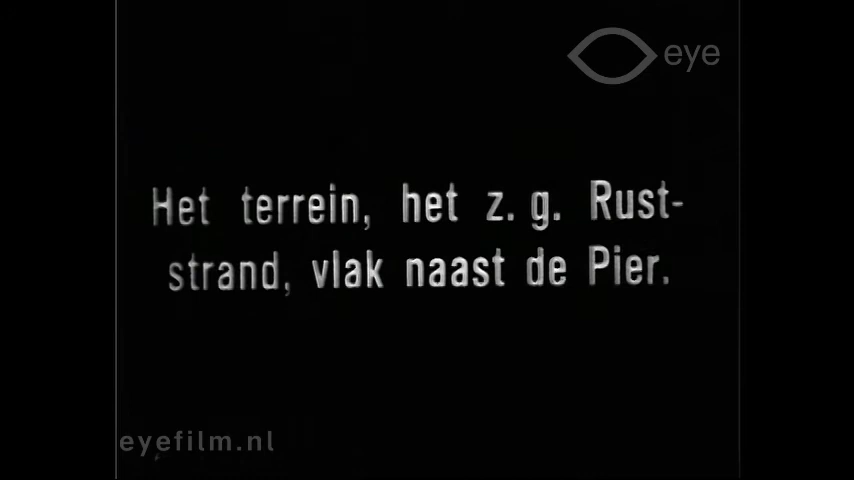 eye
Het terrein, het z. g. Rust-
strand, vlak naast de Pier.
eyefilm.nl